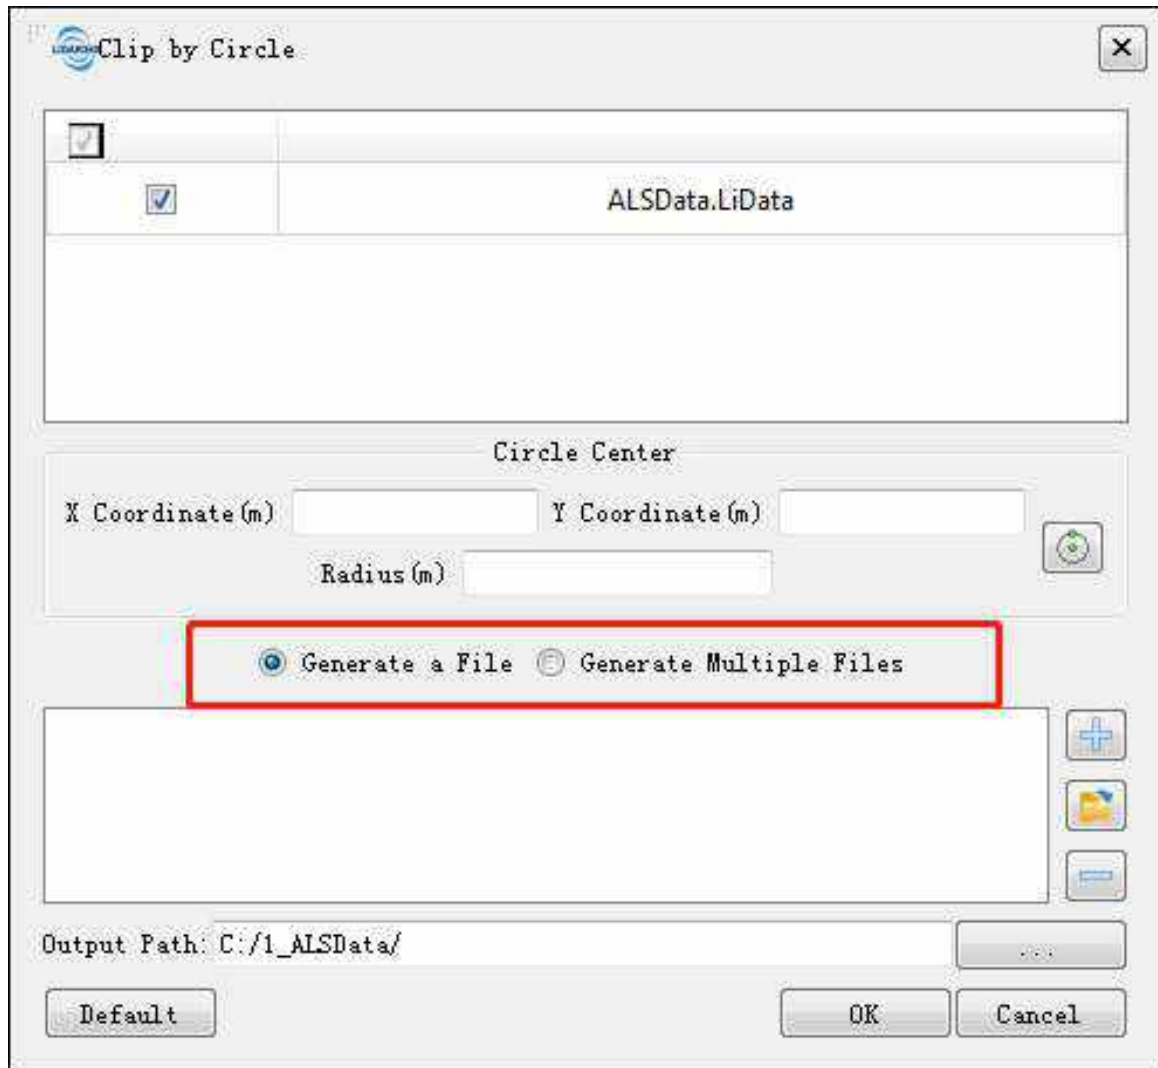 Clip by Circle
ALSData.LiData
Circle Center
X Coordinate(m) Y Coordinate(m)
Radius(m)
Generate a File Generate Multiple Files
Output Path: C:/1_ALSData/ ...
Default OK Cancel